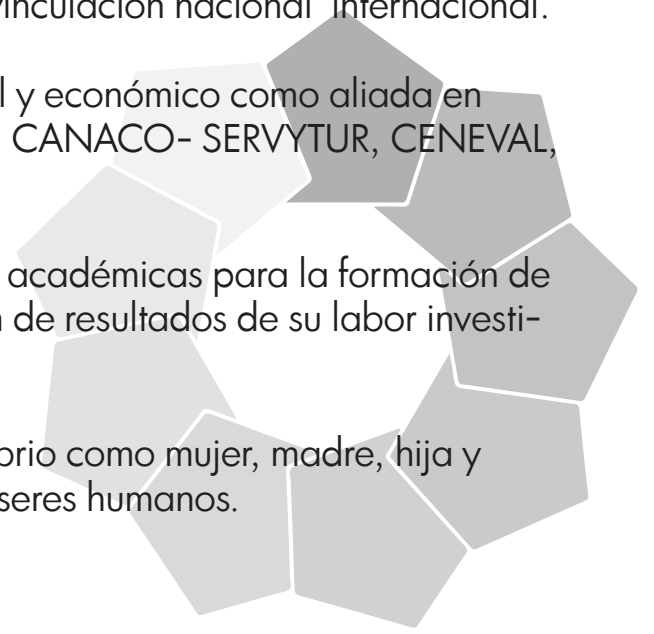 vinculación nacional  internacional.
l y económico como aliada en
CANACO- SERVYTUR, CENEVAL,
académicas para la formación de
n de resultados de su labor investi-
brio como mujer, madre, hija y
seres humanos.